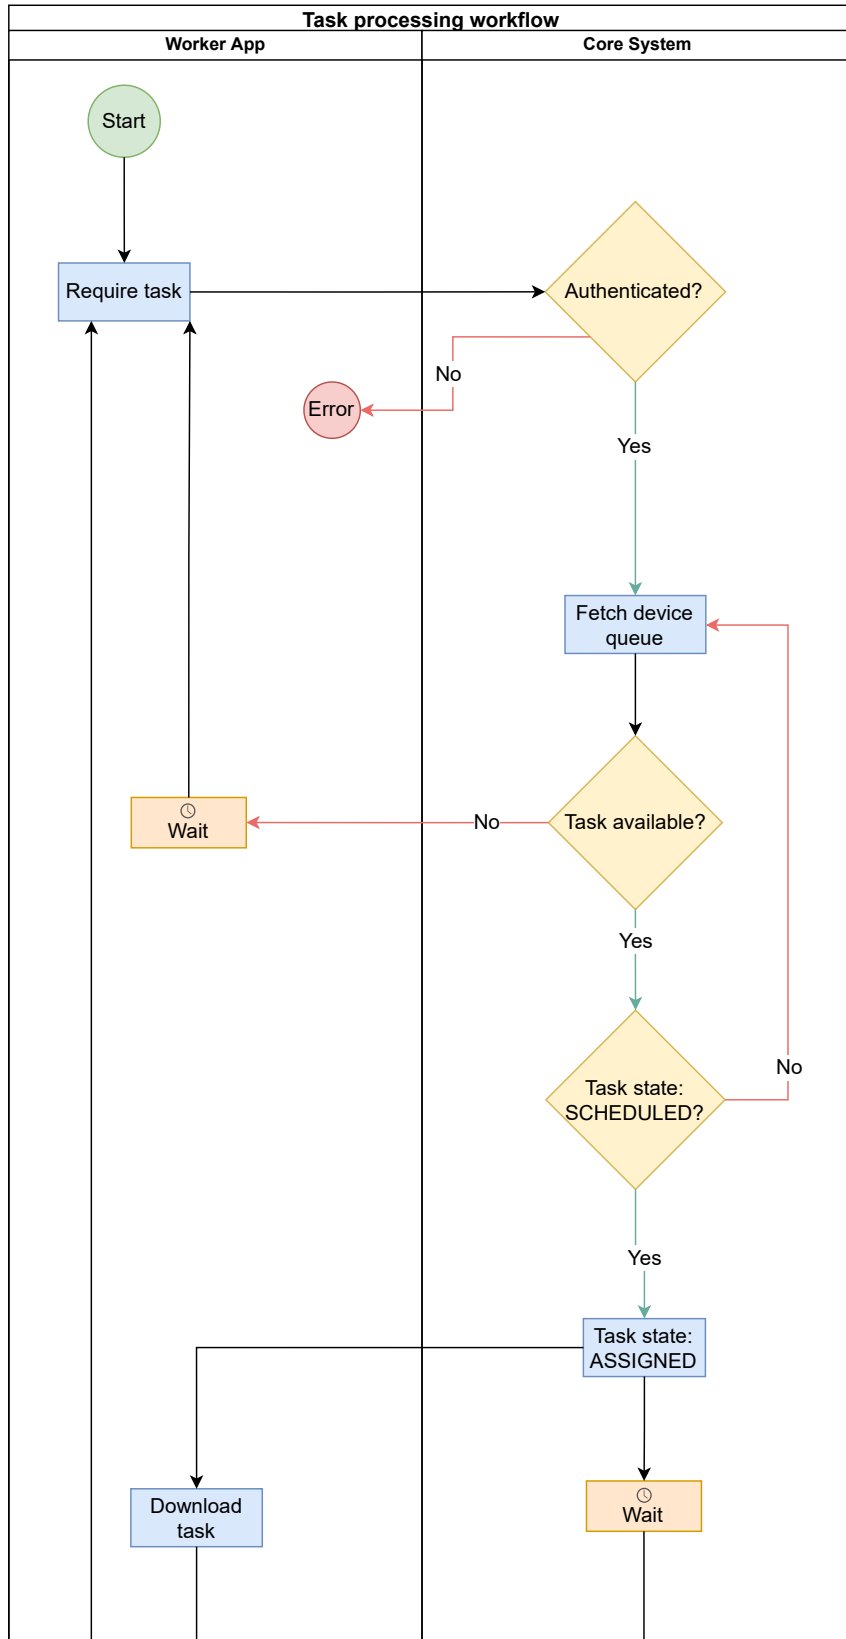 Task processing workflow
Worker App
Core System
Start
Require task
Authenticated?
No
Error
Yes
Fetch device
queue
Wait
No
Task available?
Yes
No
Task state:
SCHEDULED?
Yes
Task state:
ASSIGNED
Download
task
Wait